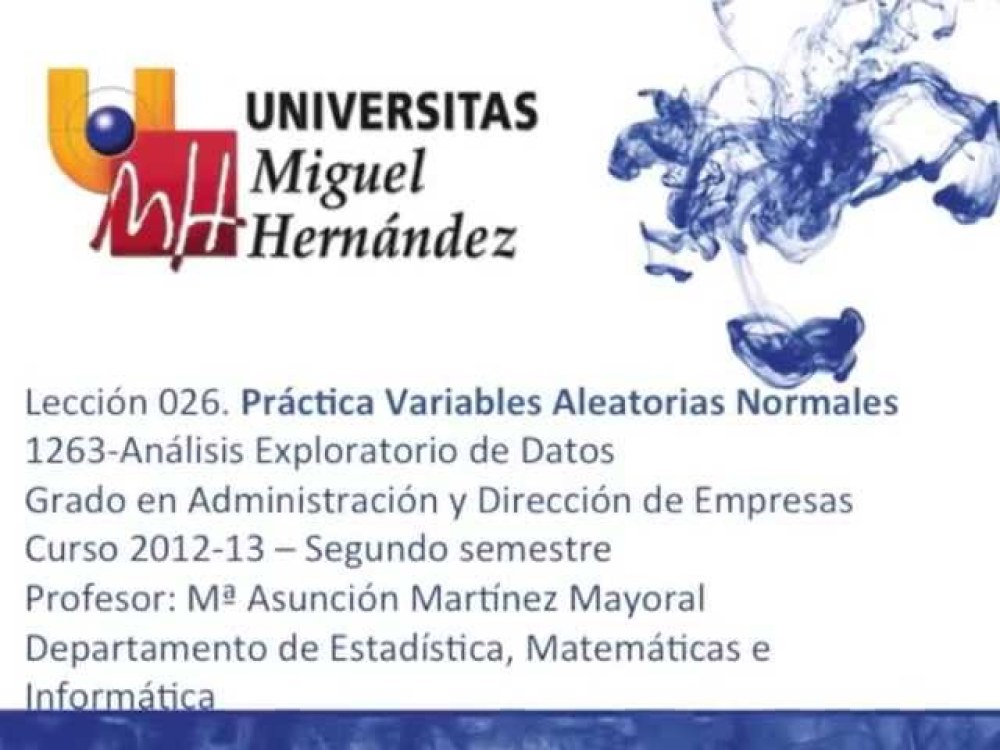 UNIVERSITAS
Miguel
Hernández
UMH
Lección 026. Práctica Variables Aleatorias Normales
1263-Análisis Exploratorio de Datos
Grado en Administración y Dirección de Empresas
Curso 2012-13 – Segundo semestre
Profesor: Mª Asunción Martínez Mayoral
Departamento de Estadística, Matemáticas e
Informática